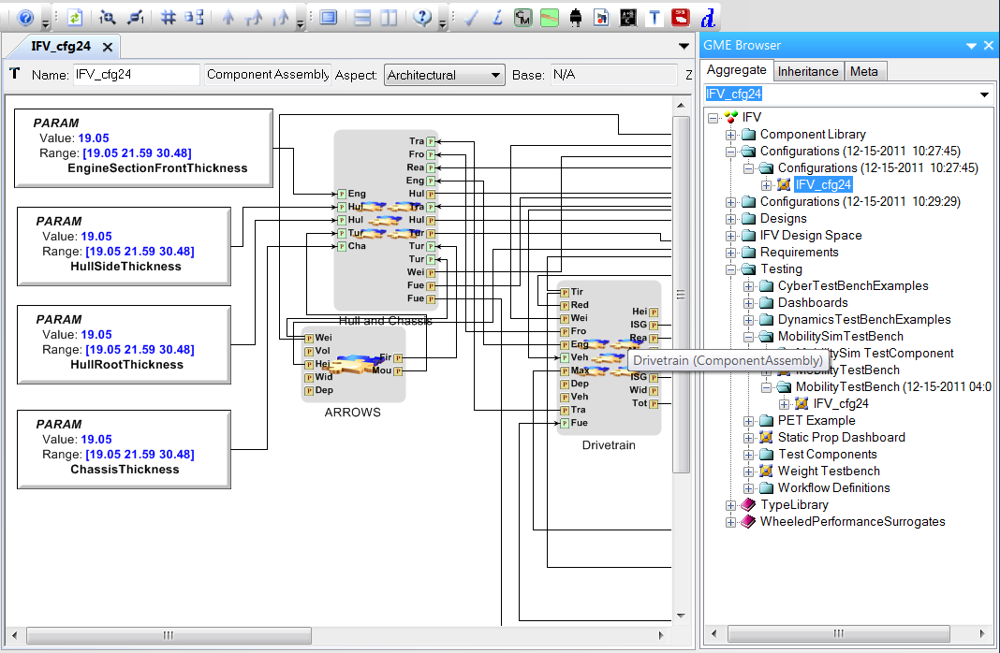 IFV_cfg24
Name: IFV_cfg24 Component Assembly Aspect: Architectural Base: N/A Z
PARAM
Value: 19.05
Range: [19.05 21.59 30.48]
EngineSectionFrontThickness
PARAM
Value: 19.05
Range: [19.05 21.59 30.48]
HullSideThickness
PARAM
Value: 19.05
Range: [19.05 21.59 30.48]
HullRootThickness
PARAM
Value: 19.05
Range: [19.05 21.59 30.48]
ChassisThickness
Eng
Hul
Hul
Tur
Cha
Tra
Fro
Rea
Eng
Hul
Tra
Hul
Tur
Tur
Tur
Wei
Fue
Fue
Hull and Chassis
Wei
Vol
Hei
Wid
Dep
Fir
Mou
ARROWS
Tir
Red
Wei
Fro
Eng
Veh
Max
Dep
Veh
Tra
Fue
Hei
ISG
Rea
ISG
Wid
Tot
Drivetrain
Drivetrain (ComponentAssembly)
GME Browser
Aggregate Inheritance Meta
IFV_cfg24
IFV
Component Library
Configurations (12-15-2011 10:27:45)
Configurations (12-15-2011 10:27:45)
IFV_cfg24
Configurations (12-15-2011 10:29:29)
Designs
IFV Design Space
Requirements
Testing
CyberTestBenchExamples
Dashboards
DynamicsTestBenchExamples
MobilitySimTestBench
MobilitySim TestComponent
MobilityTestBench
MobilityTestBench (12-15-2011 04:0
IFV_cfg24
PET Example
Static Prop Dashboard
Test Components
Weight Testbench
Workflow Definitions
TypeLibrary
WheeledPerformanceSurrogates